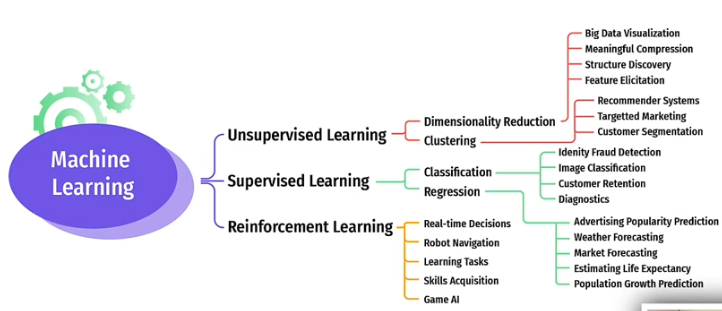 Machine
Learning
Unsupervised Learning
Dimensionality Reduction
Big Data Visualization
Meaningful Compression
Structure Discovery
Feature Elicitation
Clustering
Recommender Systems
Targetted Marketing
Customer Segmentation
Supervised Learning
Classification
Idenity Fraud Detection
Image Classification
Customer Retention
Diagnostics
Regression
Advertising Popularity Prediction
Weather Forecasting
Market Forecasting
Estimating Life Expectancy
Population Growth Prediction
Reinforcement Learning
Real-time Decisions
Robot Navigation
Learning Tasks
Skills Acquisition
Game AI